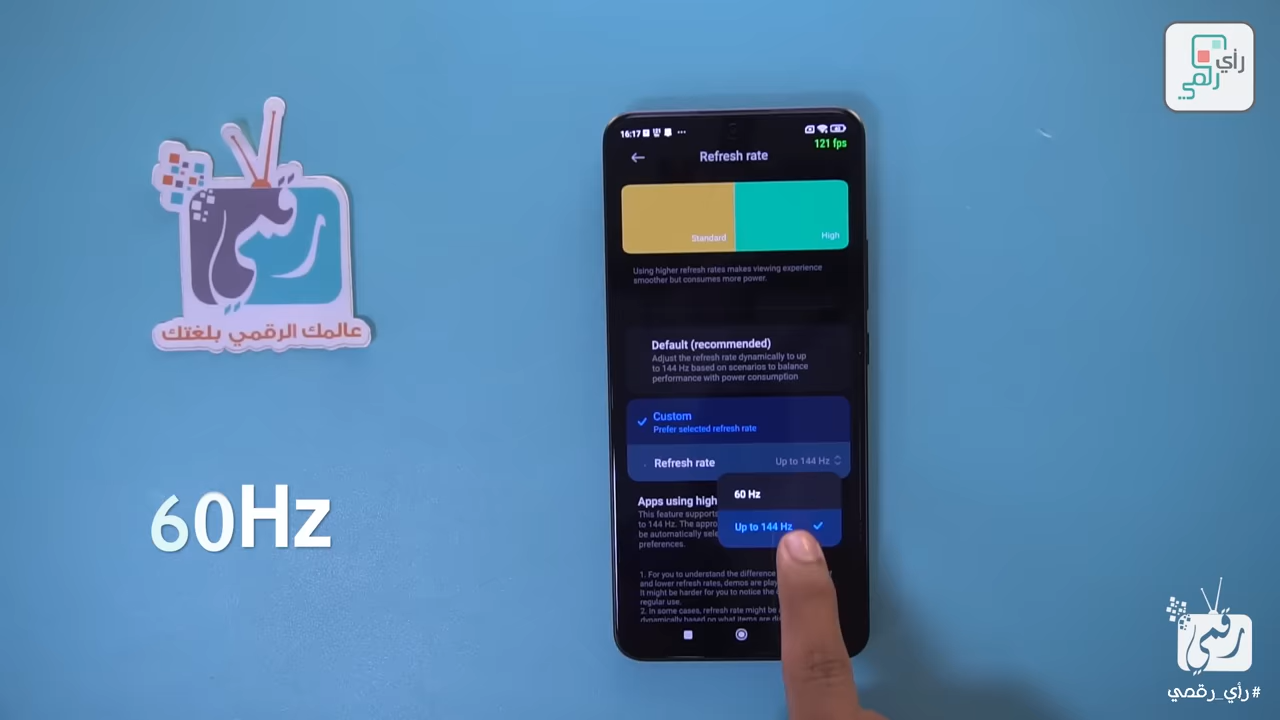 رأي
رقمي
16:17
121 fps
Refresh rate
Standard
High
Using higher refresh rates makes viewing experience
smoother but consumes more power.
Default (recommended)
Adjust the refresh rate dynamically to up
to 144 Hz based on scenarios to balance
performance with power consumption
Custom
Prefer selected refresh rate
Refresh rate
Up to 144 Hz
60 Hz
Up to 144 Hz
Apps using high
This feature supports
to 144 Hz. The
be automatically
preferences.
1. For you to understand the difference
and lower refresh rates, demos are
It might be harder for you to notice the
regular use.
2. In some cases, refresh rate might be
dynamically based on what items are
رقمي
عالمك الرقمي بلغتك
60Hz
رقمي
#رأي_رقمي